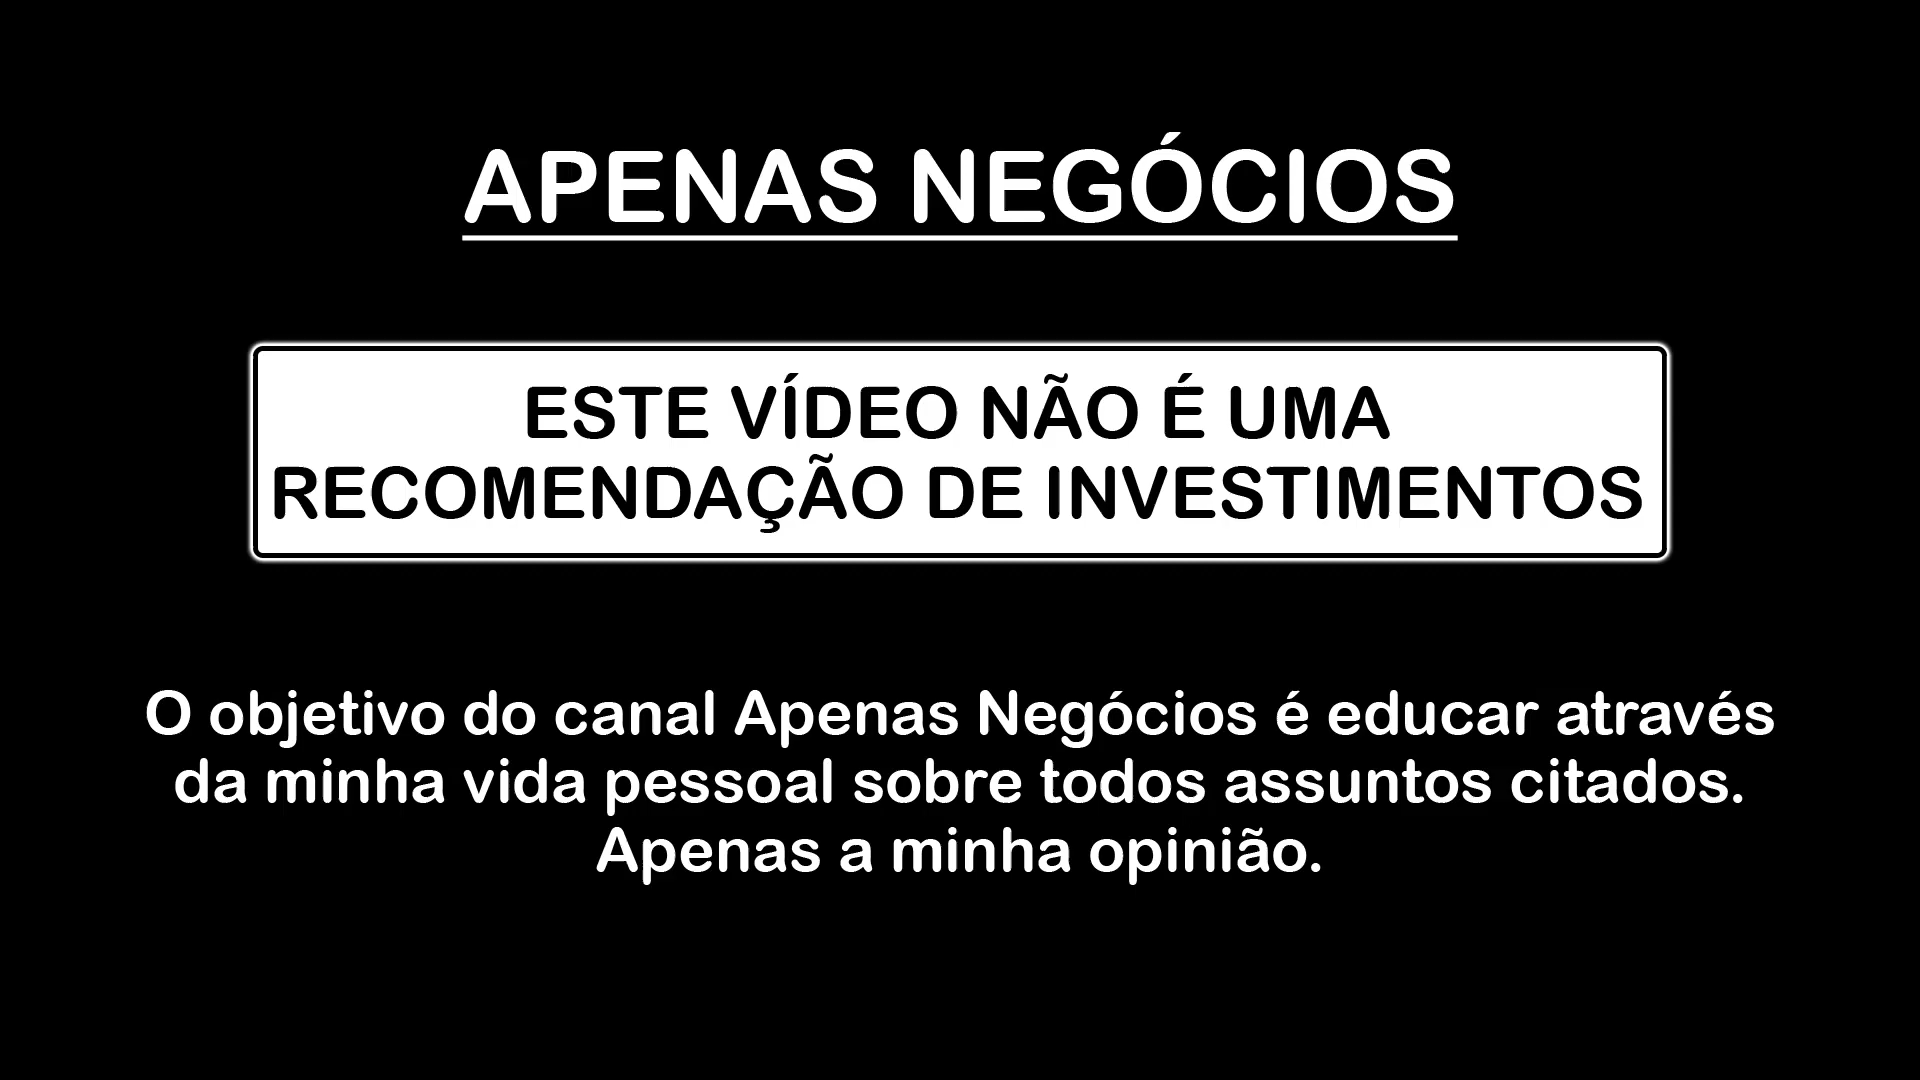 APENAS NEGÓCIOS
ESTE VÍDEO NÃO É UMA
RECOMENDAÇÃO DE INVESTIMENTOS
O objetivo do canal Apenas Negócios é educar através
da minha vida pessoal sobre todos assuntos citados.
Apenas a minha opinião.